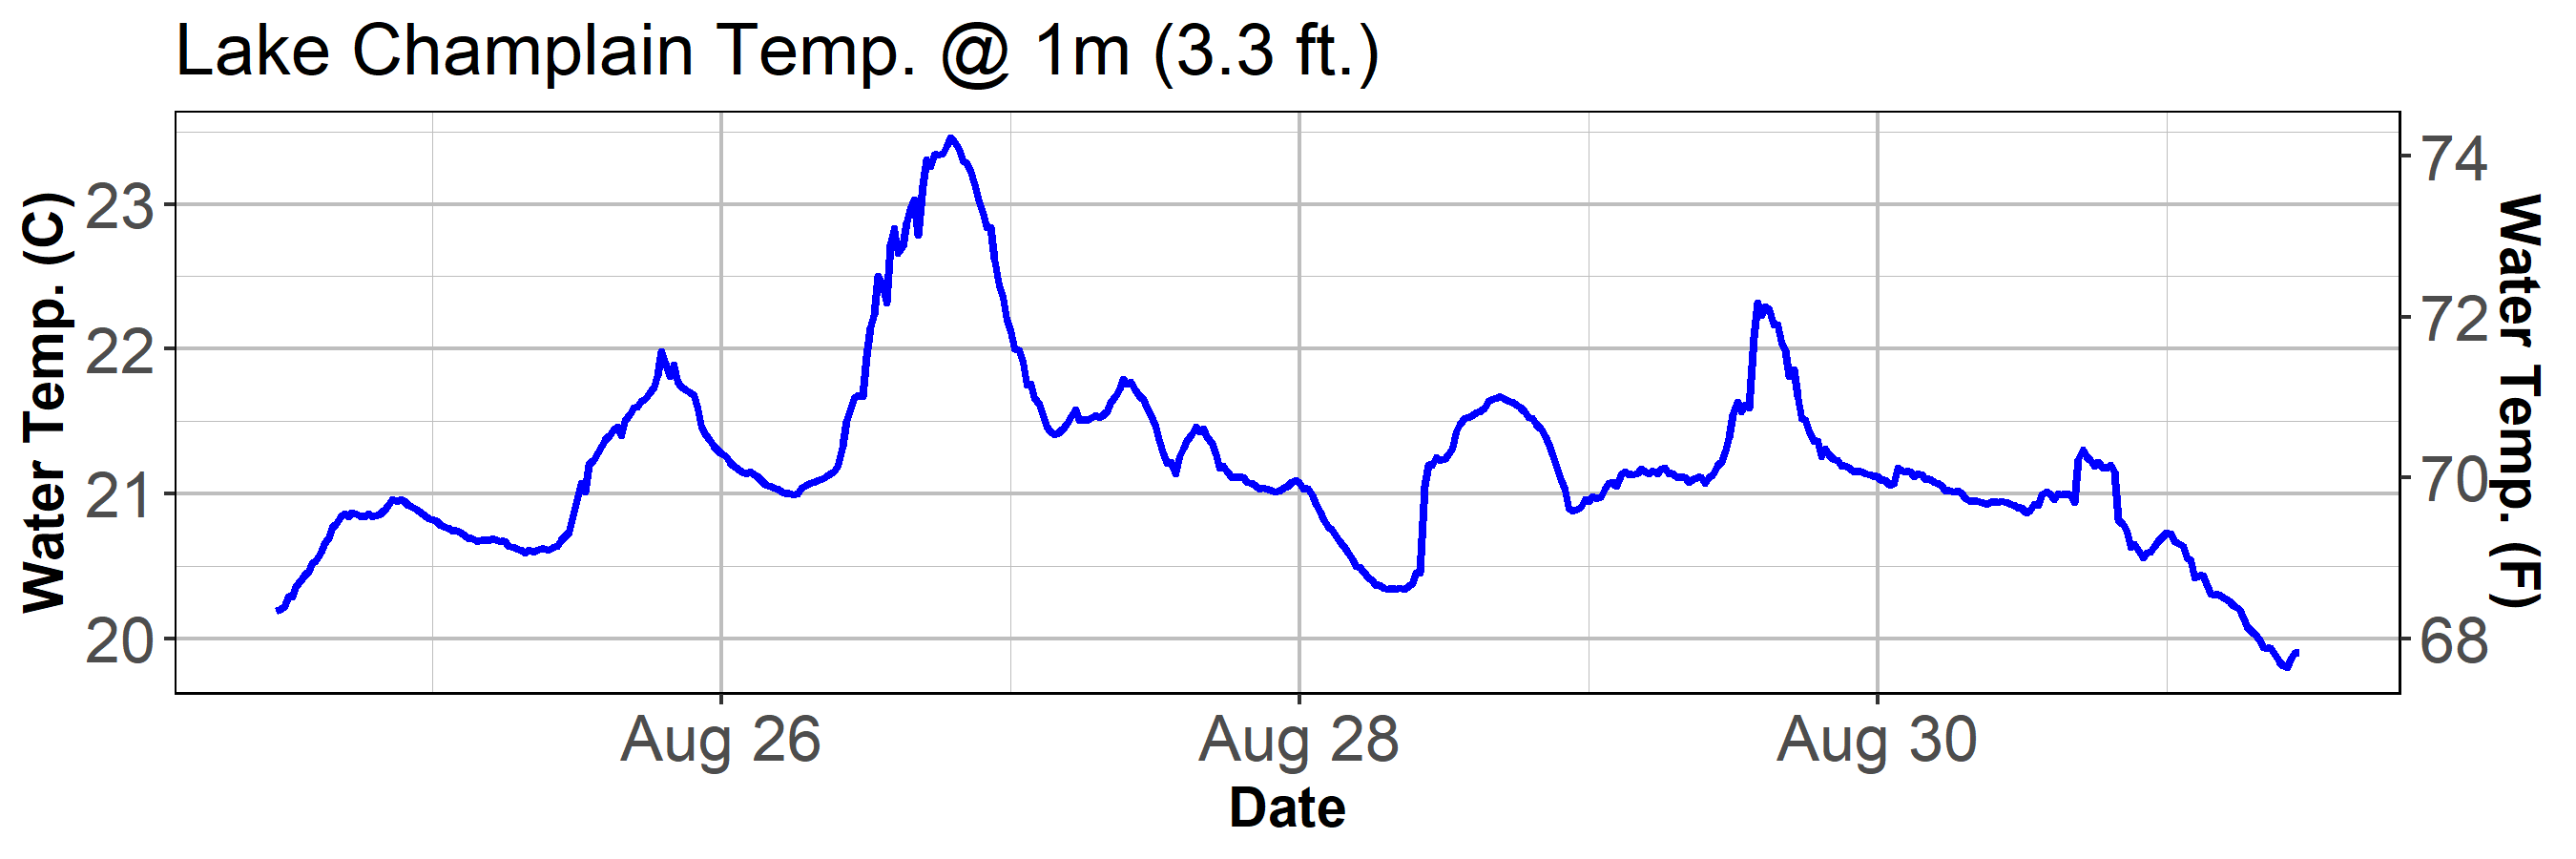 Lake Champlain Temp. @ 1m (3.3 ft.)
Water Temp. (C)
23
22
21
20
74
72
70
68
Water Temp. (F)
Aug 26 Aug 28 Aug 30
Date